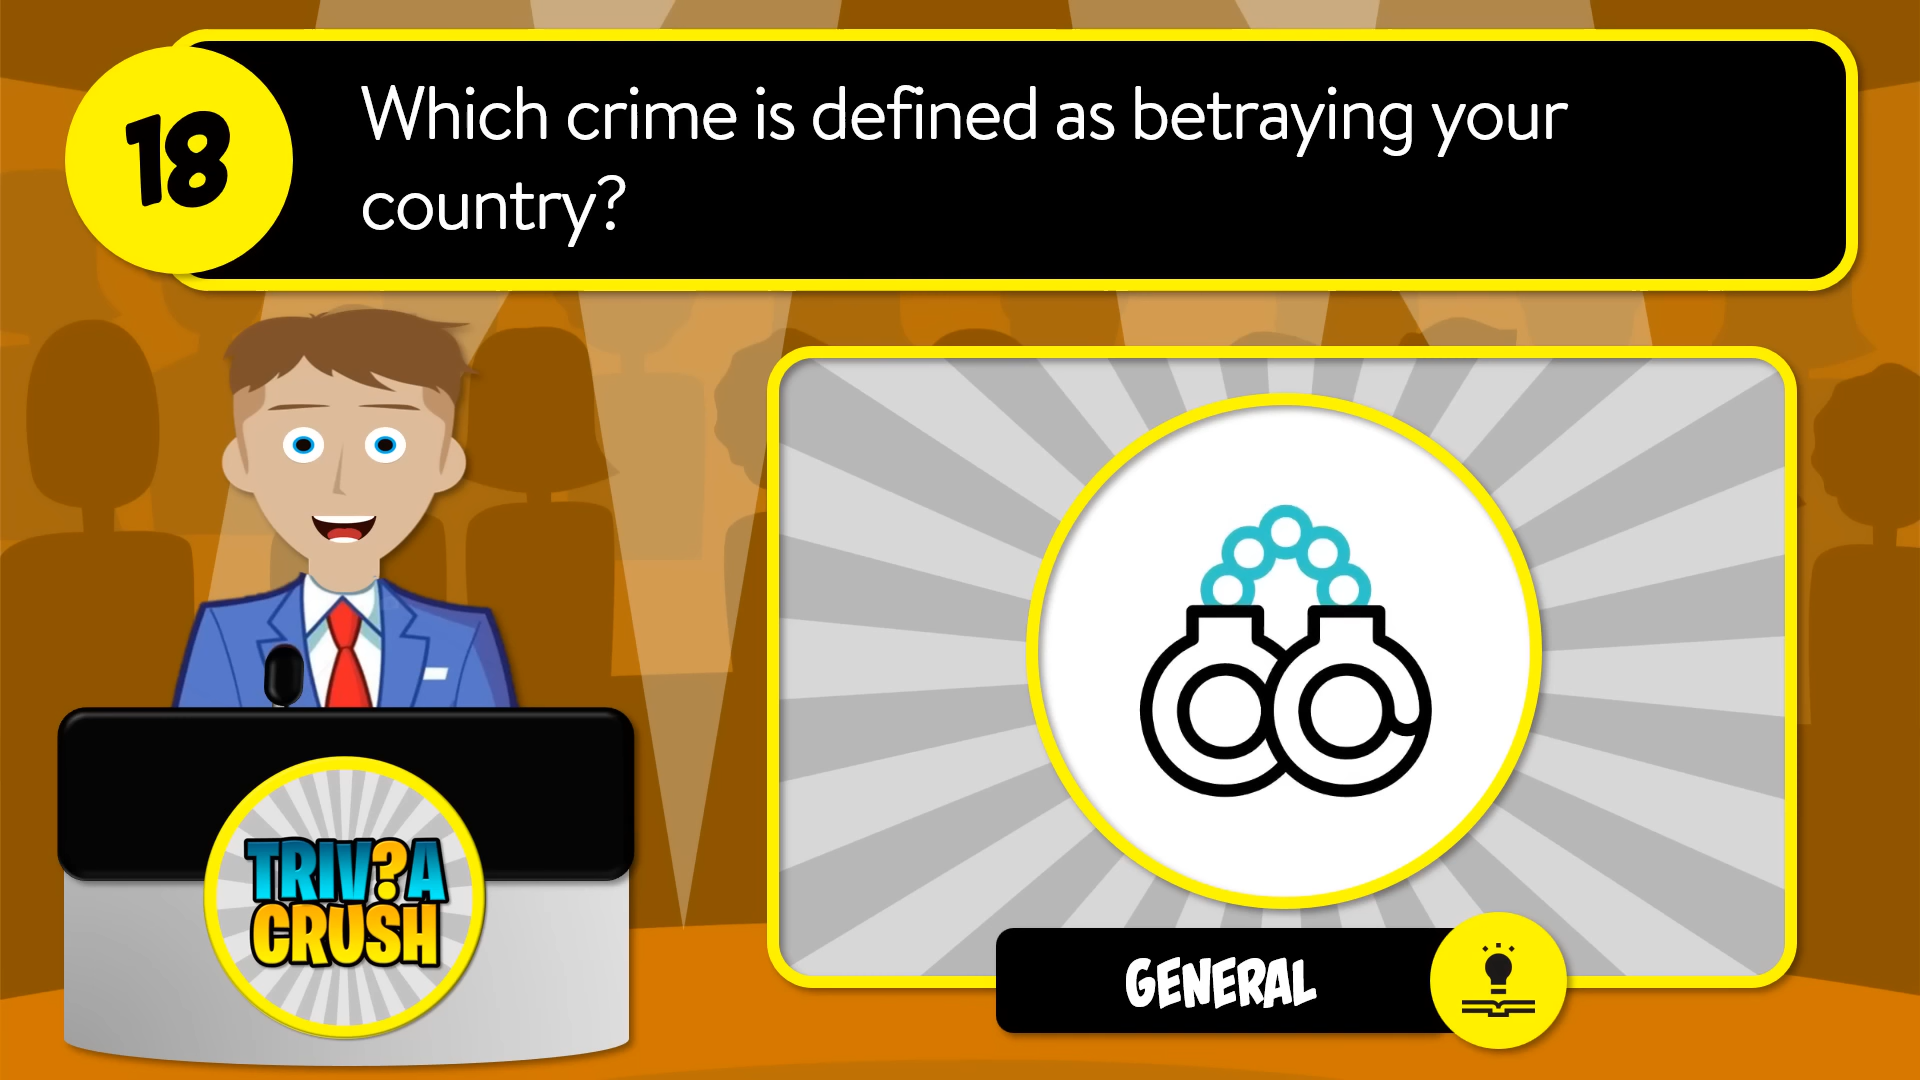 18
Which crime is defined as betraying your
country?
TRIV?A
CRUSH
GENERAL